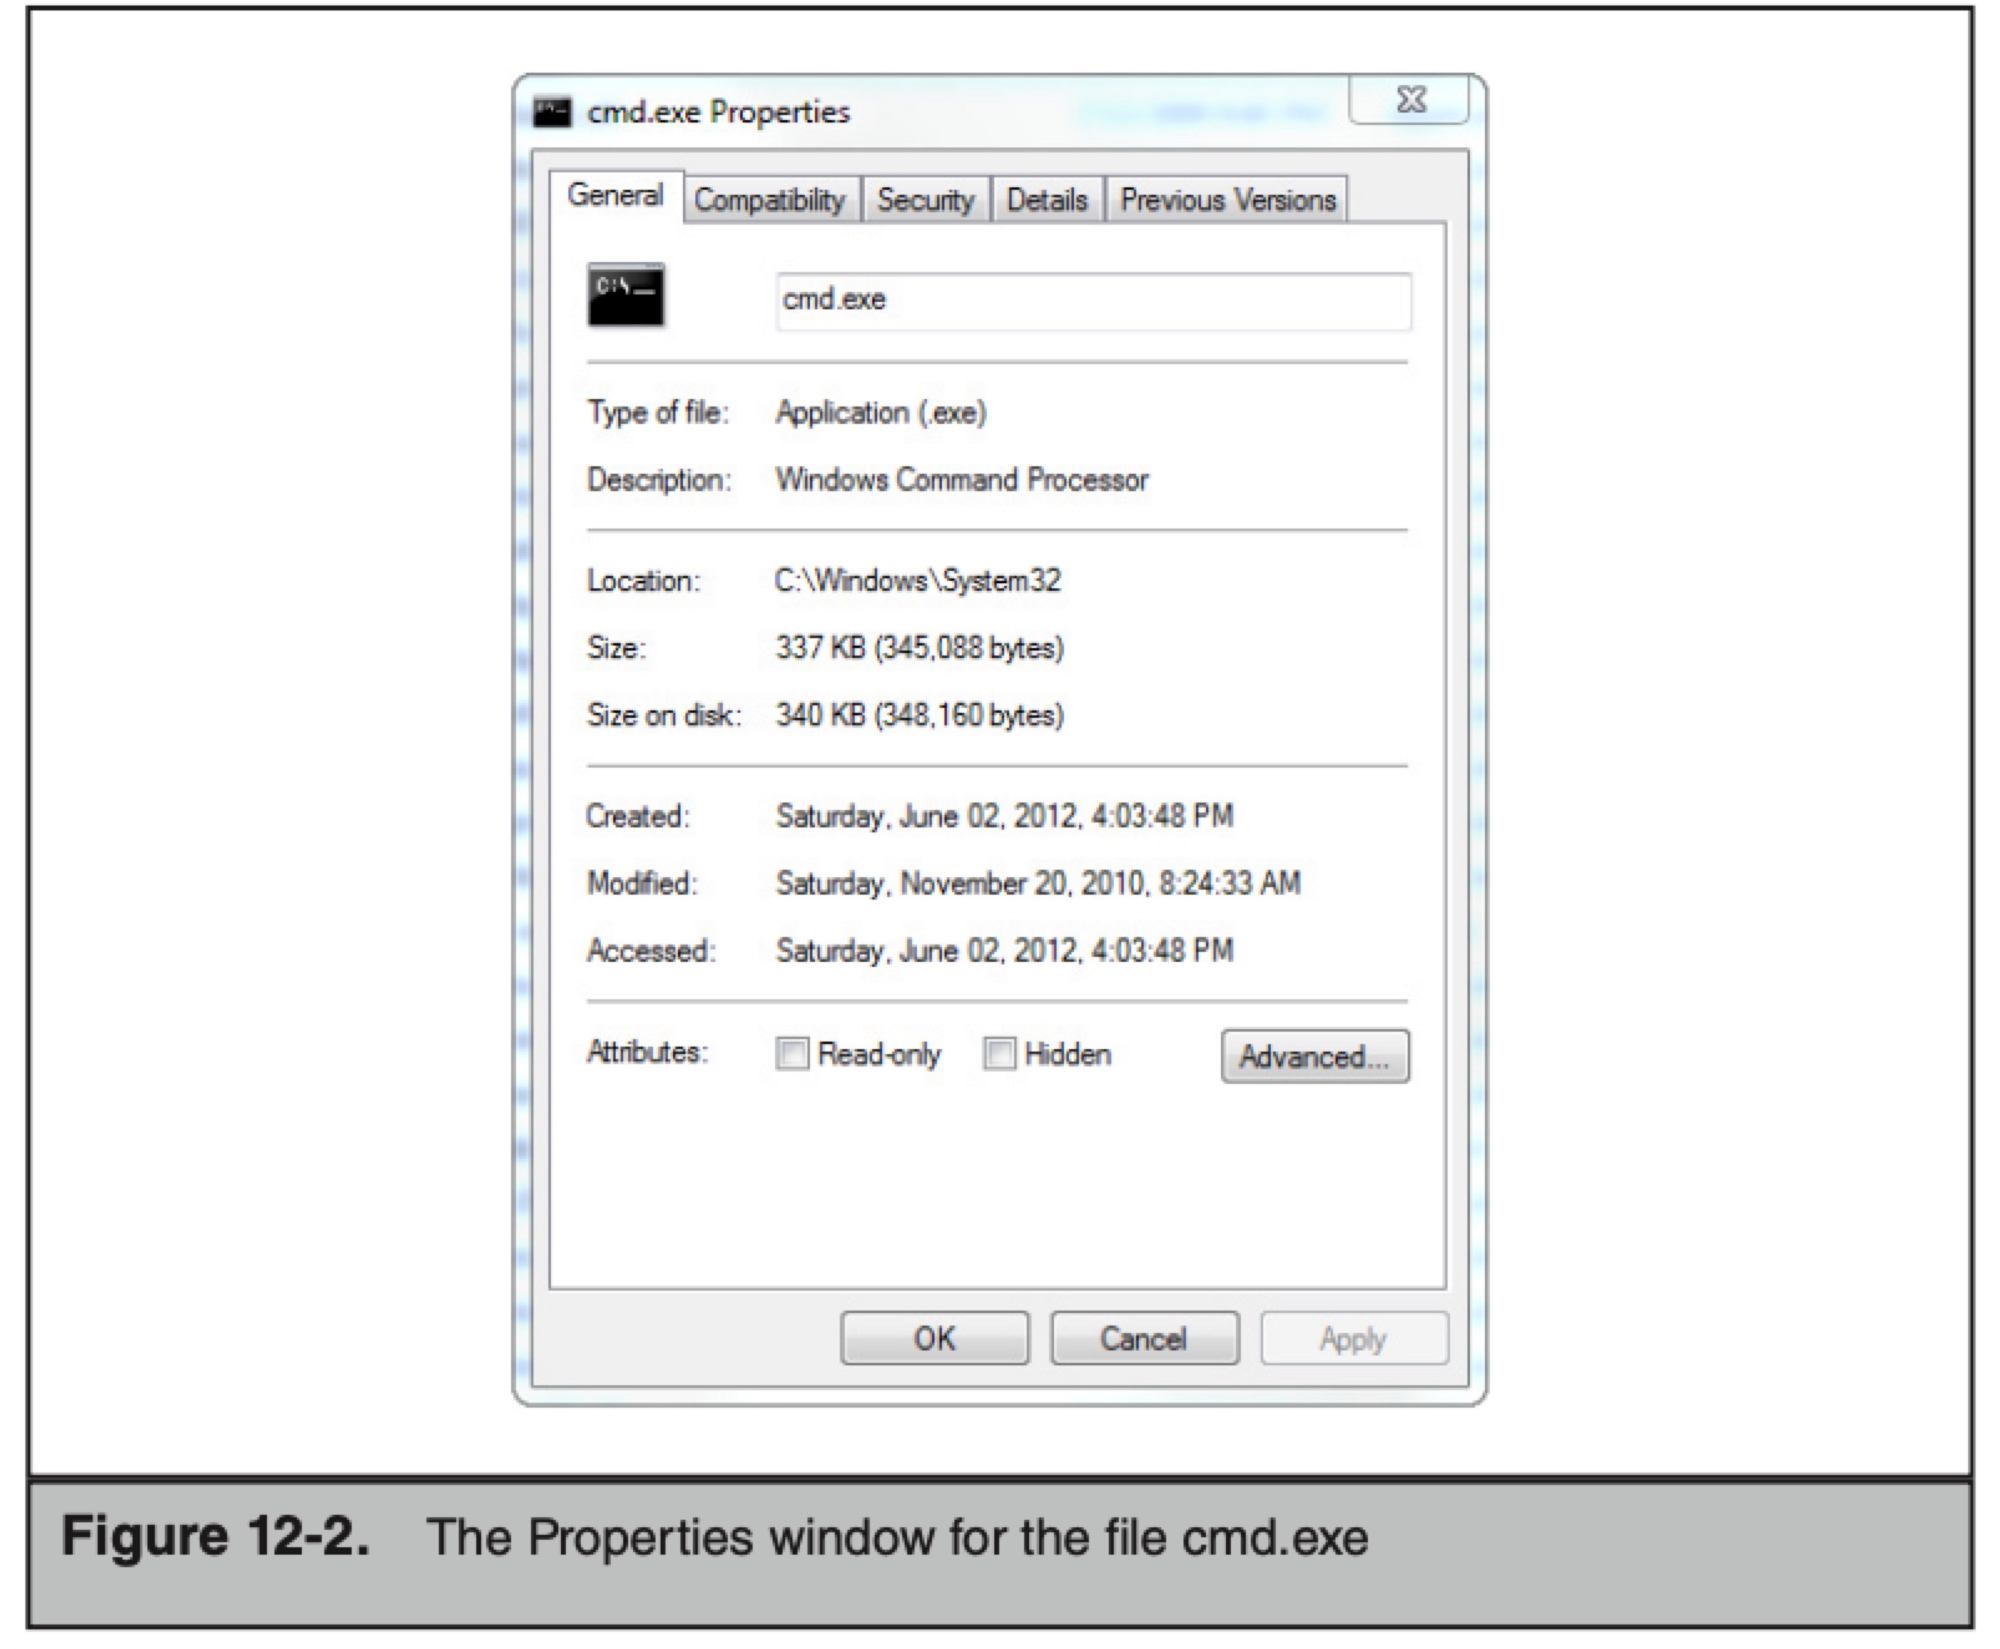 cmd.exe Properties
General Compatibility Security Details Previous Versions
C:\_
cmd.exe
Type of file: Application (.exe)
Description: Windows Command Processor
Location: C:\Windows\System32
Size: 337 KB (345,088 bytes)
Size on disk: 340 KB (348,160 bytes)
Created: Saturday, June 02, 2012, 4:03:48 PM
Modified: Saturday, November 20, 2010, 8:24:33 AM
Accessed: Saturday, June 02, 2012, 4:03:48 PM
Attributes: Read-only Hidden Advanced...
OK Cancel Apply
Figure 12-2. The Properties window for the file cmd.exe